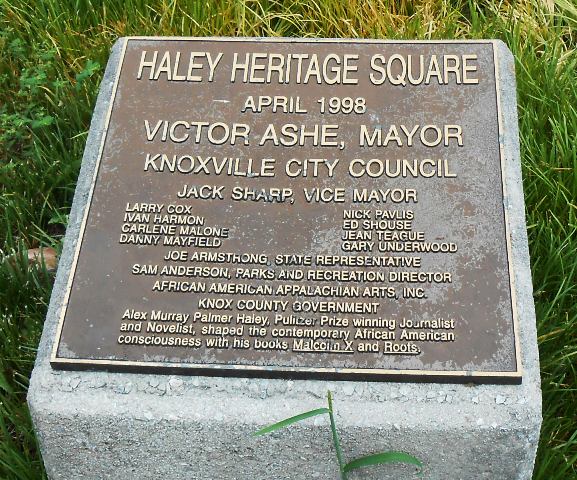 HALEY HERITAGE SQUARE
APRIL 1998
VICTOR ASHE, MAYOR
KNOXVILLE CITY COUNCIL
JACK SHARP, VICE MAYOR
LARRY COX
IVAN HARMON
CARLENE MALONE
DANNY MAYFIELD
NICK PAVLIS
ED SHOUSE
JEAN TEAGUE
GARY UNDERWOOD
JOE ARMSTRONG, STATE REPRESENTATIVE
SAM ANDERSON, PARKS AND RECREATION DIRECTOR
AFRICAN AMERICAN APPALACHIAN ARTS, INC.
KNOX COUNTY GOVERNMENT
Alex Murray Palmer Haley, Pulitzer Prize winning Journalist
and Novelist, shaped the contemporary African American
consciousness with his books Malcolm X and Roots.